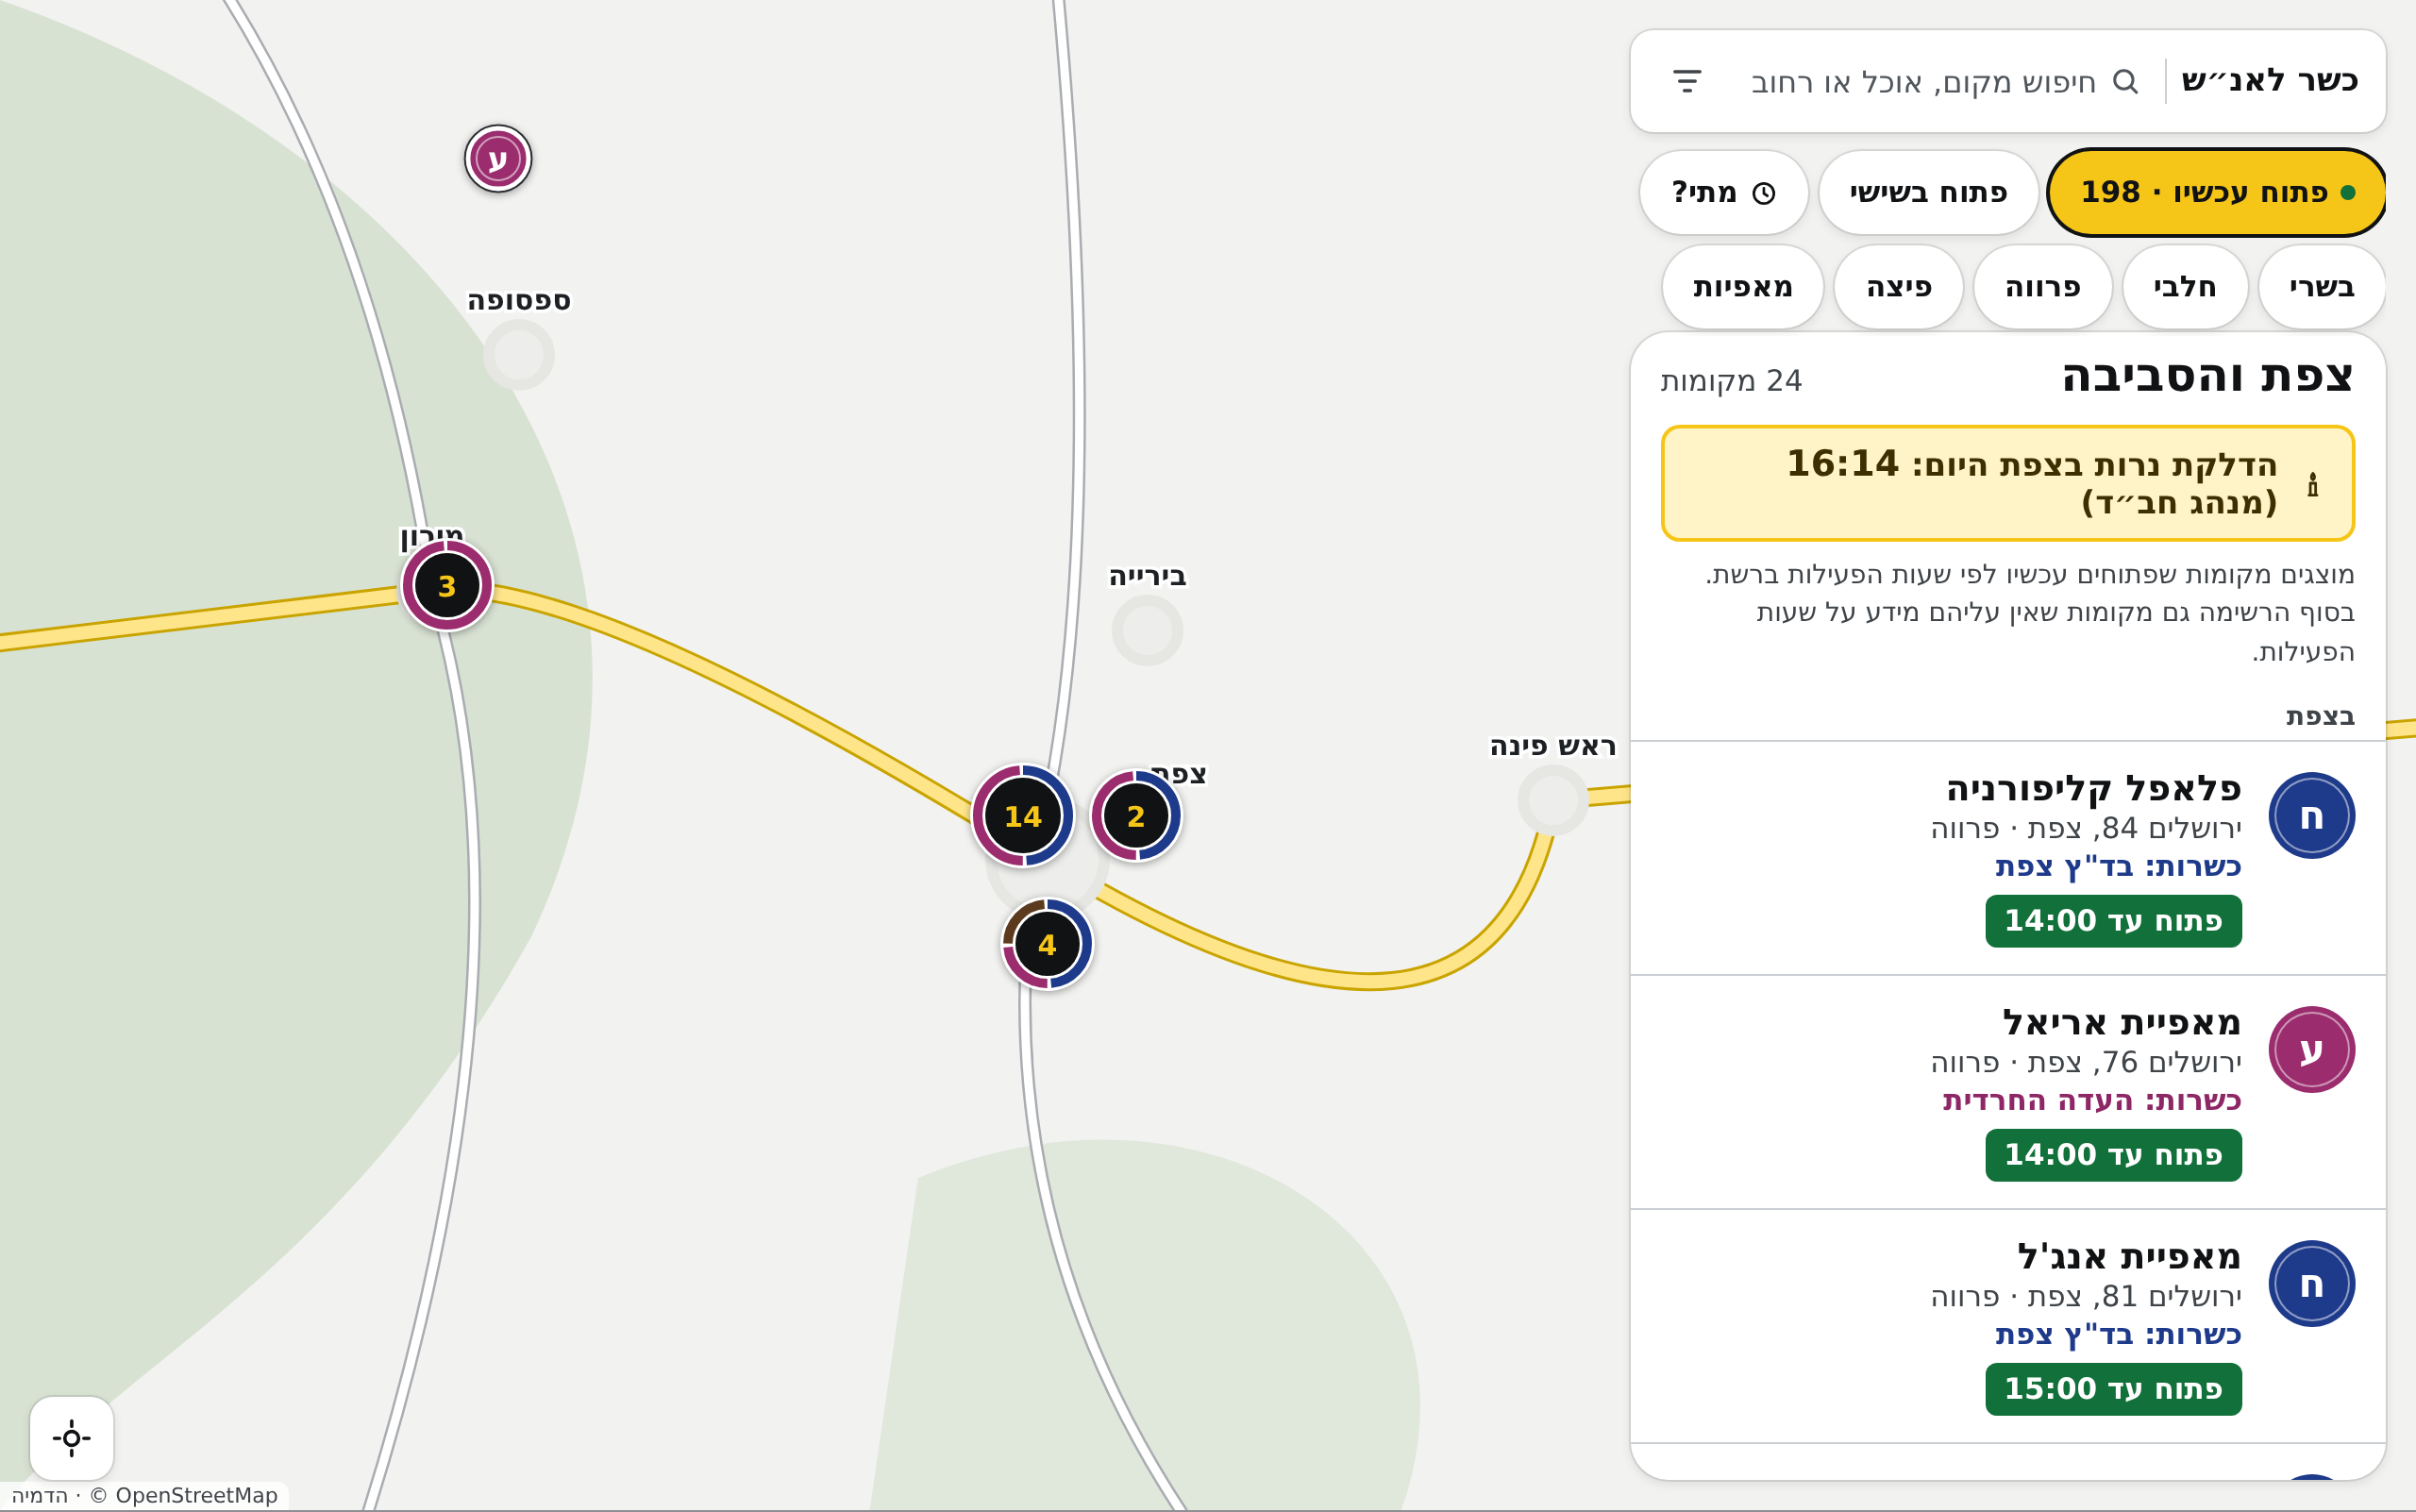 כשר לאנ״ש
חיפוש מקום, אוכל או רחוב
פתוח עכשיו · 198
פתוח בשישי
מתי?
בשרי
חלבי
פרווה
פיצה
מאפיות
צפת והסביבה
24 מקומות
הדלקת נרות בצפת היום: 16:14
(מנהג חב״ד)
מוצגים מקומות שפתוחים עכשיו לפי שעות הפעילות ברשת.
בסוף הרשימה גם מקומות שאין עליהם מידע על שעות
הפעילות.
בצפת
ח
פלאפל קליפורניה
ירושלים 84, צפת · פרווה
כשרות: בד"ץ צפת
פתוח עד 14:00
ע
מאפיית אריאל
ירושלים 76, צפת · פרווה
כשרות: העדה החרדית
פתוח עד 14:00
ח
מאפיית אנג'ל
ירושלים 81, צפת · פרווה
כשרות: בד"ץ צפת
פתוח עד 15:00
ע
ספסופה
מירון
3
ביריייה
ראש פינה
צפת
14
2
4
הדמיה · © OpenStreetMap